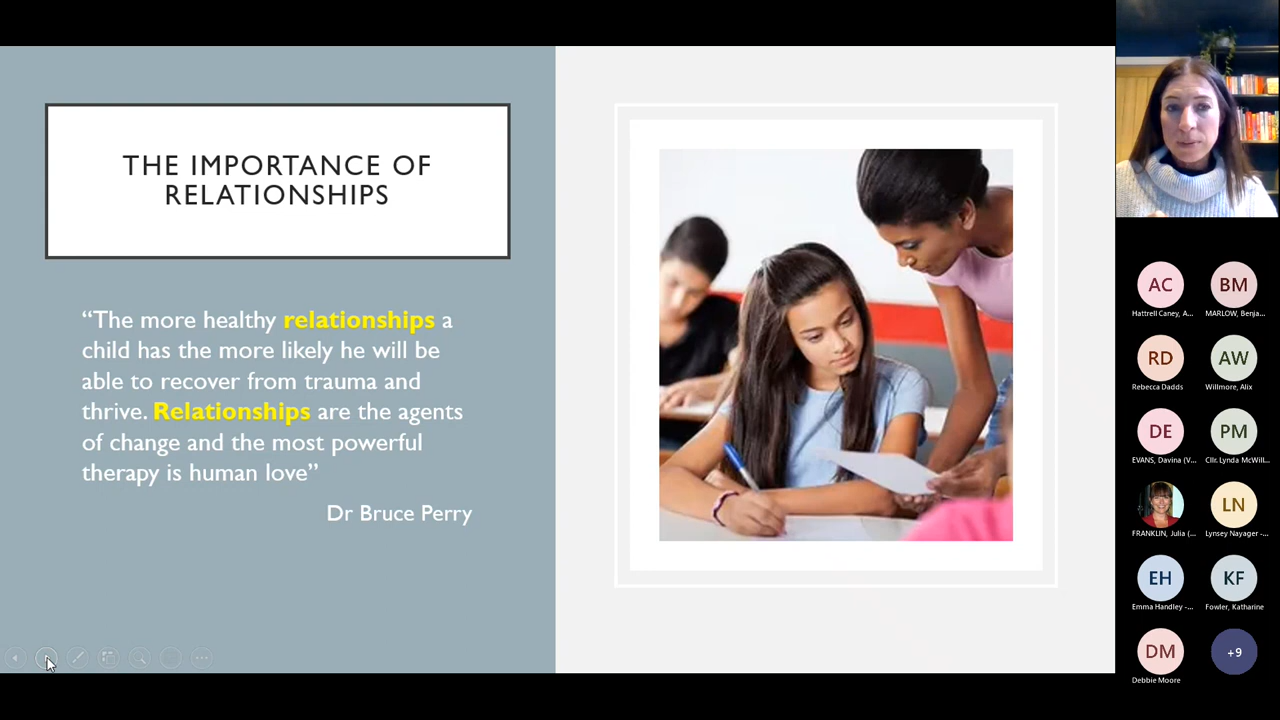 THE IMPORTANCE OF
RELATIONSHIPS
“The more healthy relationships a
child has the more likely he will be
able to recover from trauma and
thrive. Relationships are the agents
of change and the most powerful
therapy is human love”
Dr Bruce Perry
AC
BM
Hattrell Caney, A...
MARLOW, Benja...
RD
AW
Rebecca Dadds
Willmore, Alix
DE
PM
EVANS, Davina (V...
Cllr. Lynda McWill...
LN
FRANKLIN, Julia (...
Lynsey Nayager -...
EH
KF
Emma Handley -...
Fowler, Katharine
DM
+9
Debbie Moore